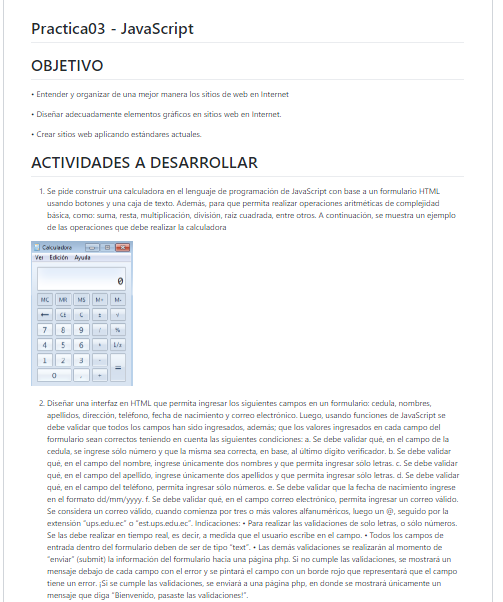 Practica03 - JavaScript
OBJETIVO
• Entender y organizar de una mejor manera los sitios de web en Internet
• Diseñar adecuadamente elementos gráficos en sitios web en Internet.
• Crear sitios web aplicando estándares actuales.
ACTIVIDADES A DESARROLLAR
1. Se pide construir una calculadora en el lenguaje de programación de JavaScript con base a un formulario HTML
usando botones y una caja de texto. Además, para que permita realizar operaciones aritméticas de complejidad
básica, como: suma, resta, multiplicación, división, raíz cuadrada, entre otros. A continuación, se muestra un ejemplo
de las operaciones que debe realizar la calculadora
Calculadora
Ver Edición Ayuda
0
MC MR MS M+ M-
← CE C ± √
7 8 9 / %
4 5 6 * 1/x
1 2 3 - =
0 . +
2. Diseñar una interfaz en HTML que permita ingresar los siguientes campos en un formulario: cedula, nombres,
apellidos, dirección, teléfono, fecha de nacimiento y correo electrónico. Luego, usando funciones de JavaScript se
debe validar que todos los campos han sido ingresados, además; que los valores ingresados en cada campo del
formulario sean correctos teniendo en cuenta las siguientes condiciones: a. Se debe validar qué, en el campo de la
cedula, se ingrese sólo número y que la misma sea correcta, en base, al último dígito verificador. b. Se debe validar
qué, en el campo del nombre, ingrese únicamente dos nombres y que permita ingresar sólo letras. c. Se debe validar
qué, en el campo del apellido, ingrese únicamente dos apellidos y que permita ingresar sólo letras. d. Se debe validar
qué, en el campo del teléfono, permita ingresar sólo números. e. Se debe validar que la fecha de nacimiento ingrese
en el formato dd/mm/yyyy. f. Se debe validar qué, en el campo correo electrónico, permita ingresar un correo válido.
Se considera un correo válido, cuando comienza por tres o más valores alfanuméricos, luego un @, seguido por la
extensión "ups.edu.ec" o "est.ups.edu.ec". Indicaciones: • Para realizar las validaciones de solo letras, o sólo números.
Se las debe realizar en tiempo real, es decir, a medida que el usuario escribe en el campo. • Todos los campos de
entrada dentro del formulario deben de ser de tipo "text". • Las demás validaciones se realizarán al momento de
"enviar" (submit) la información del formulario hacia una página php. Si no cumple las validaciones, se mostrará un
mensaje debajo de cada campo con el error y se pintará el campo con un borde rojo que representará que el campo
tiene un error. ¡Si se cumple las validaciones, se enviará a una página php, en donde se mostrará únicamente un
mensaje que diga "Bienvenido, pasaste las validaciones!".